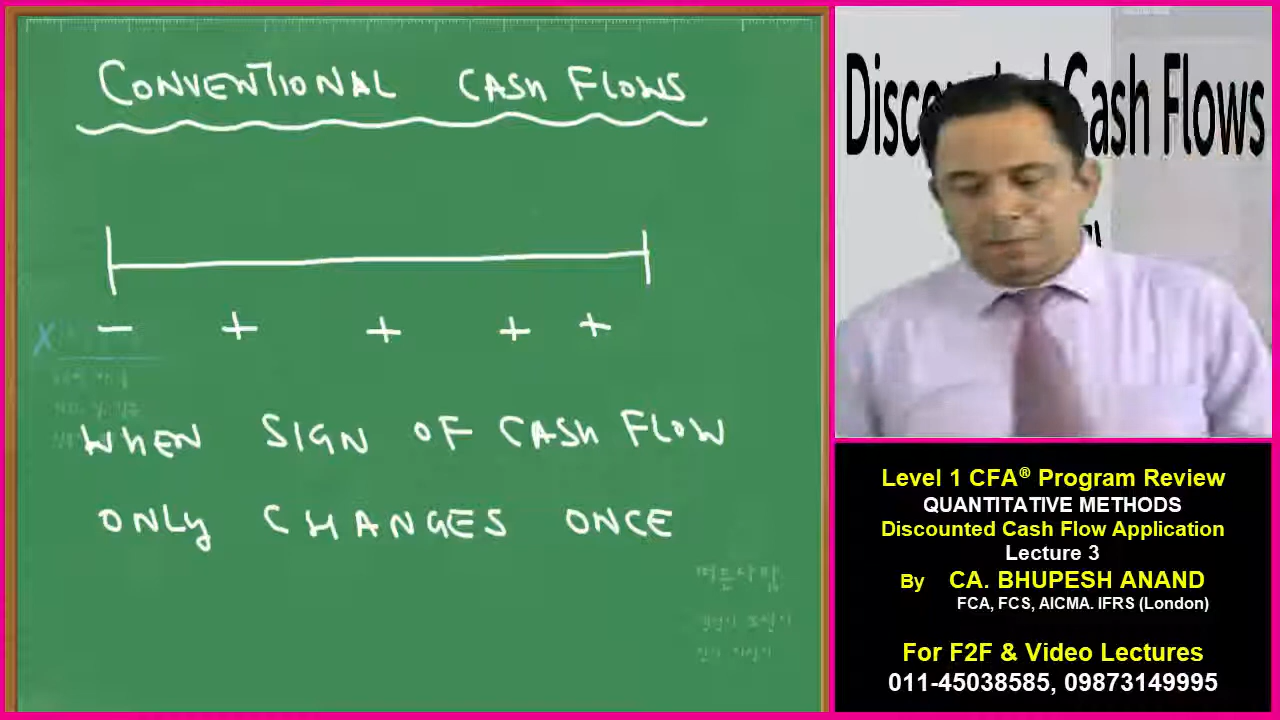 CONVENTIONAL CASH FLOWS
- + + + +
WHEN SIGN OF CASH FLOW
ONLY CHANGES ONCE
Discounted Cash Flows
Level 1 CFA® Program Review
QUANTITATIVE METHODS
Discounted Cash Flow Application
Lecture 3
By CA. BHUPESH ANAND
FCA, FCS, AICMA. IFRS (London)
For F2F & Video Lectures
011-45038585, 09873149995